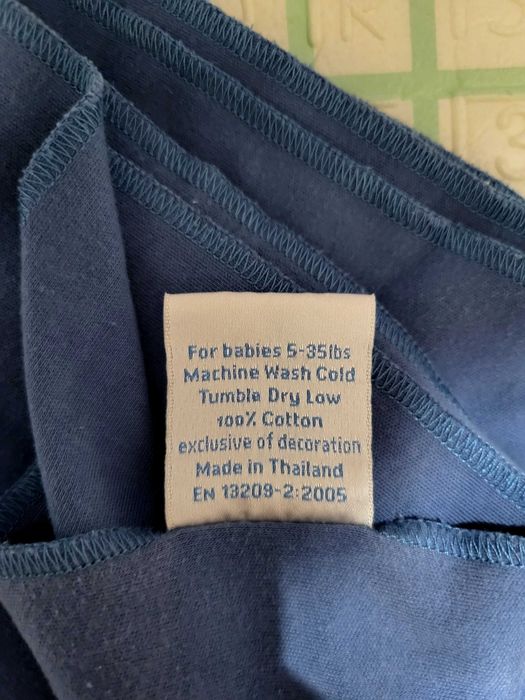 For babies 5-35lbs
Machine Wash Cold
Tumble Dry Low
100% Cotton
exclusive of decoration
Made in Thailand
EN 13209-2:2005